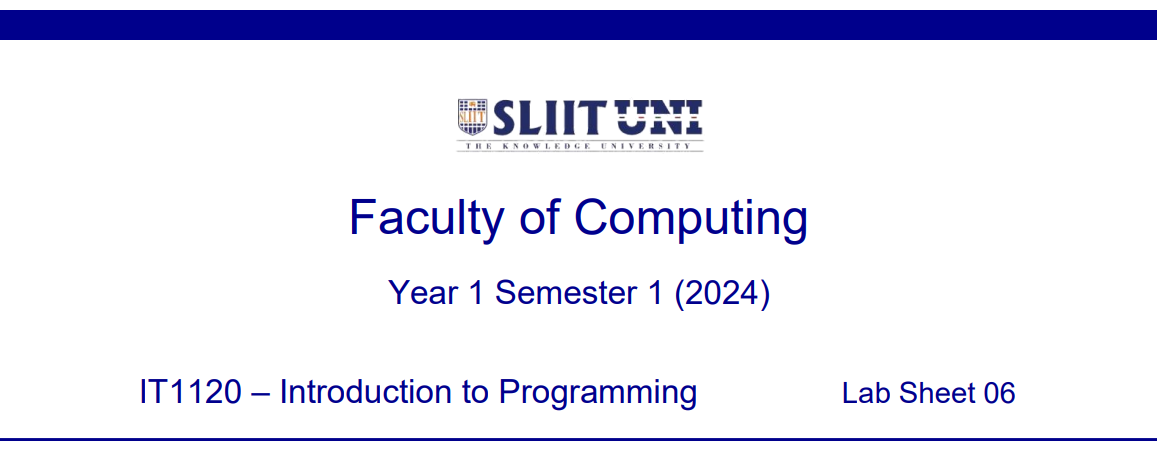 SLIIT
SLIIT UNI
THE KNOWLEDGE UNIVERSITY
Faculty of Computing
Year 1 Semester 1 (2024)
IT1120 – Introduction to Programming Lab Sheet 06